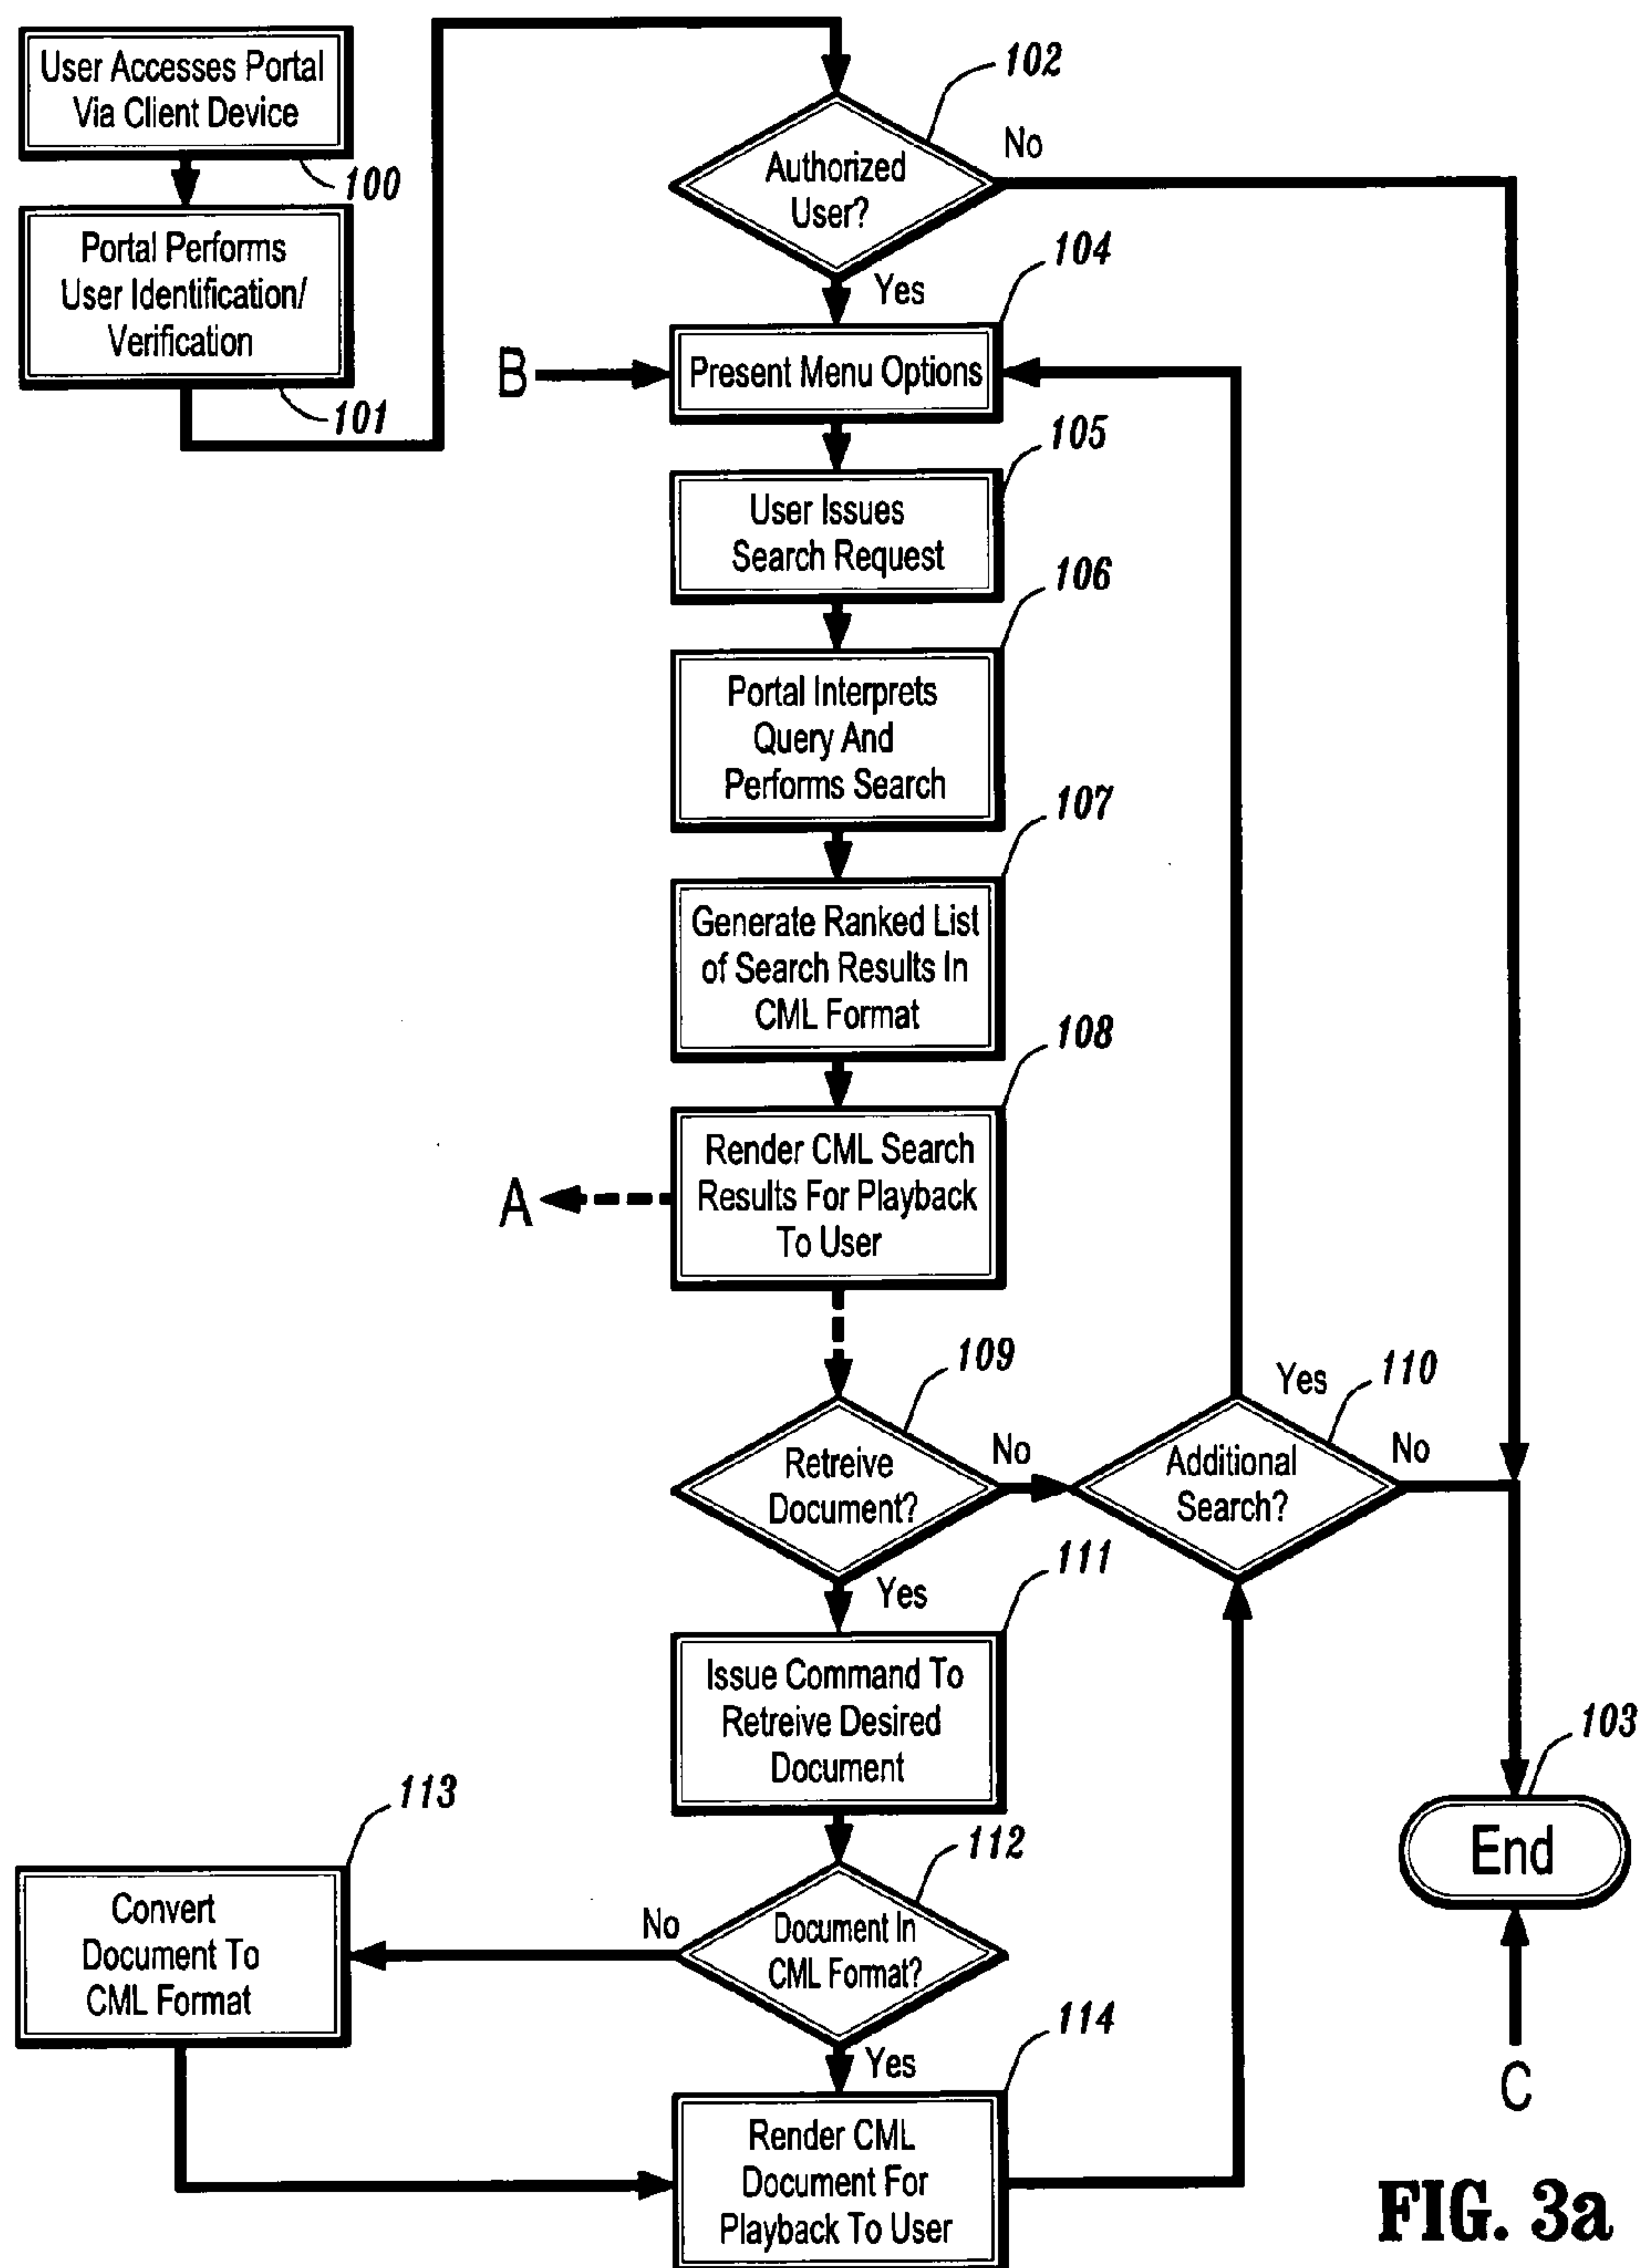 User Accesses Portal
Via Client Device
100
Portal Performs
User Identification/
Verification
101
102
Authorized
User?
No
Yes
104
B
Present Menu Options
105
User Issues
Search Request
106
Portal Interprets
Query And
Performs Search
107
Generate Ranked List
of Search Results In
CML Format
108
Render CML Search
Results For Playback
To User
A
109
Retreive
Document?
No
Yes
110
Additional
Search?
Yes
No
111
Issue Command To
Retreive Desired
Document
103
End
C
112
Document In
CML Format?
No
Yes
113
Convert
Document To
CML Format
114
Render CML
Document For
Playback To User
FIG. 3a